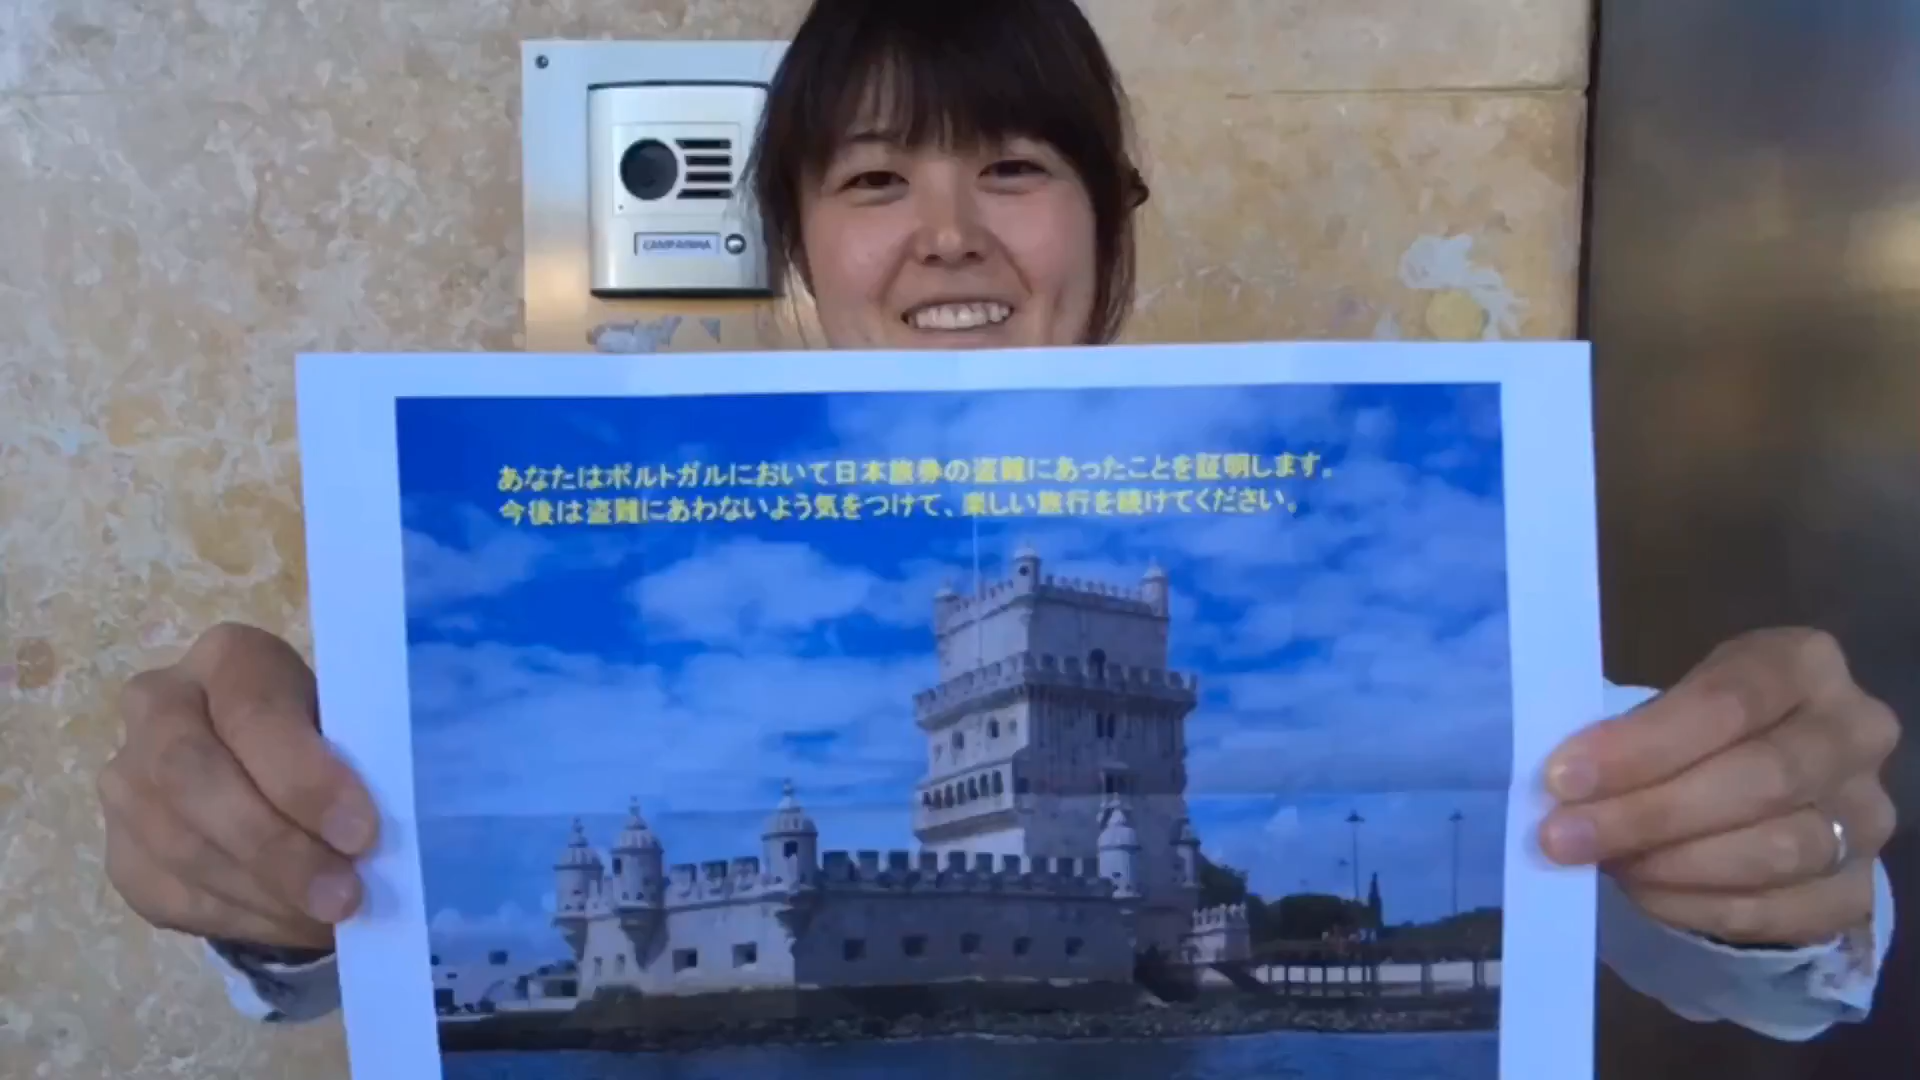 CAMPAINHA
あなたはポルトガルにおいて日本旅券の盗難にあったことを証明します。
今後は盗難にあわないよう気をつけて、楽しい旅行を続けてください。